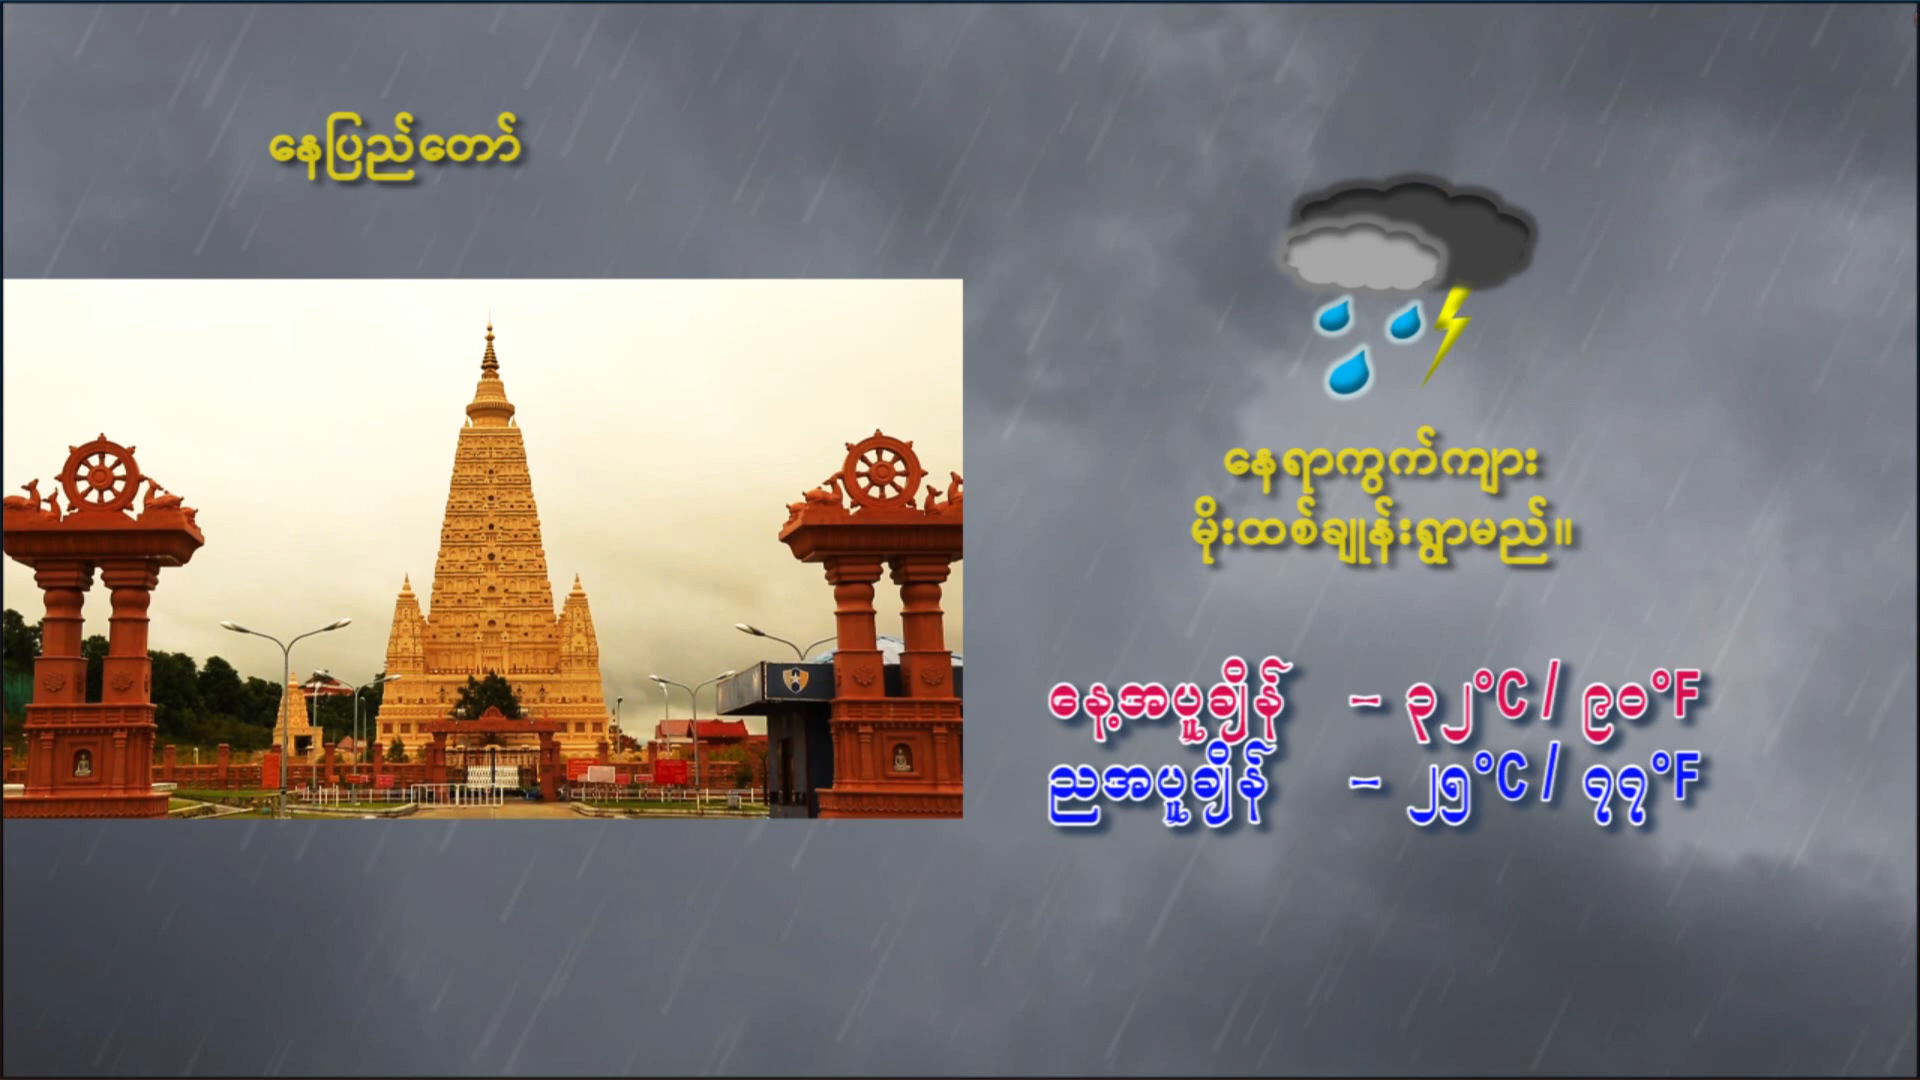 နေပြည်တော်
နေရာကွက်ကျား
မိုးထစ်ချုန်းရွာမည်။
နေ့အပူချိန် - ၃၂°C / ၉၀°F
ညအပူချိန် - ၂၅°C / ၇၇°F